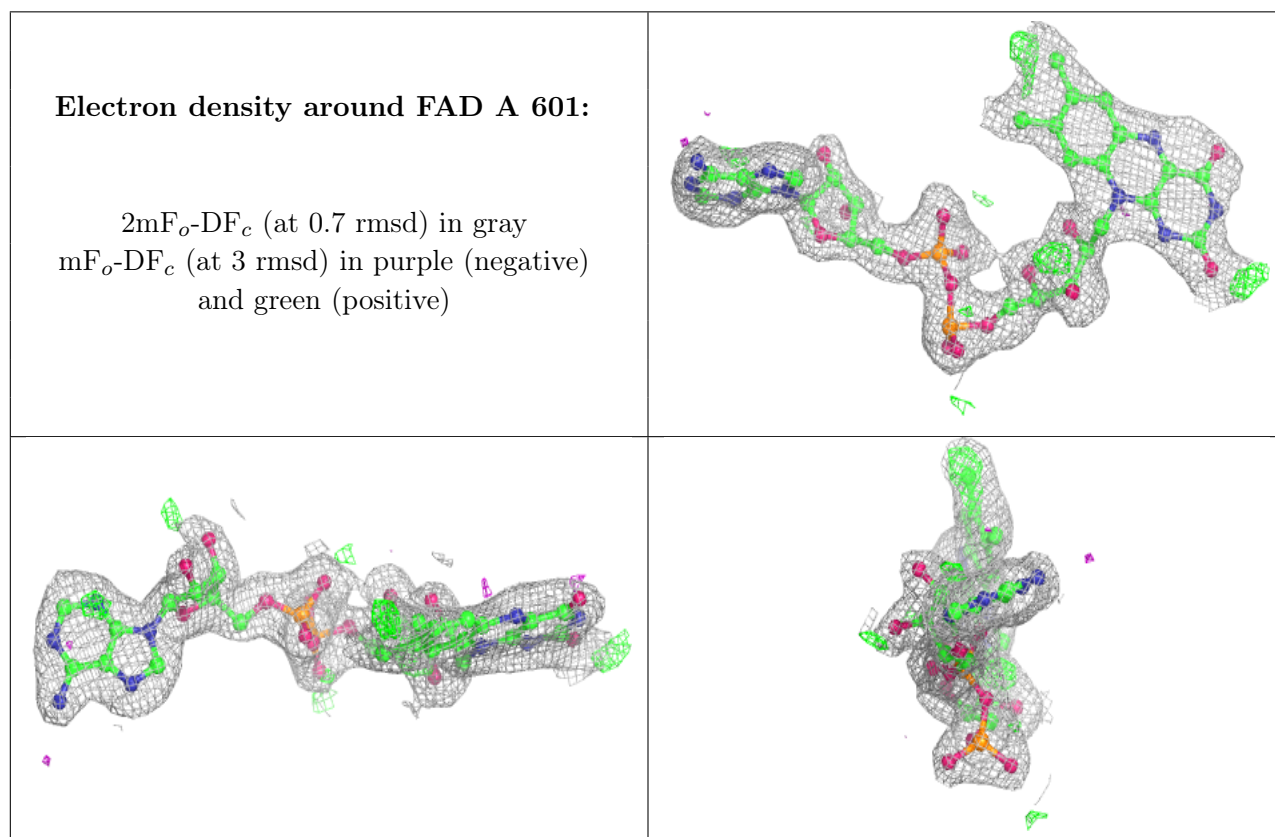 Electron density around FAD A 601:
2mFo-DFc (at 0.7 rmsd) in gray
mFo-DFc (at 3 rmsd) in purple (negative)
and green (positive)